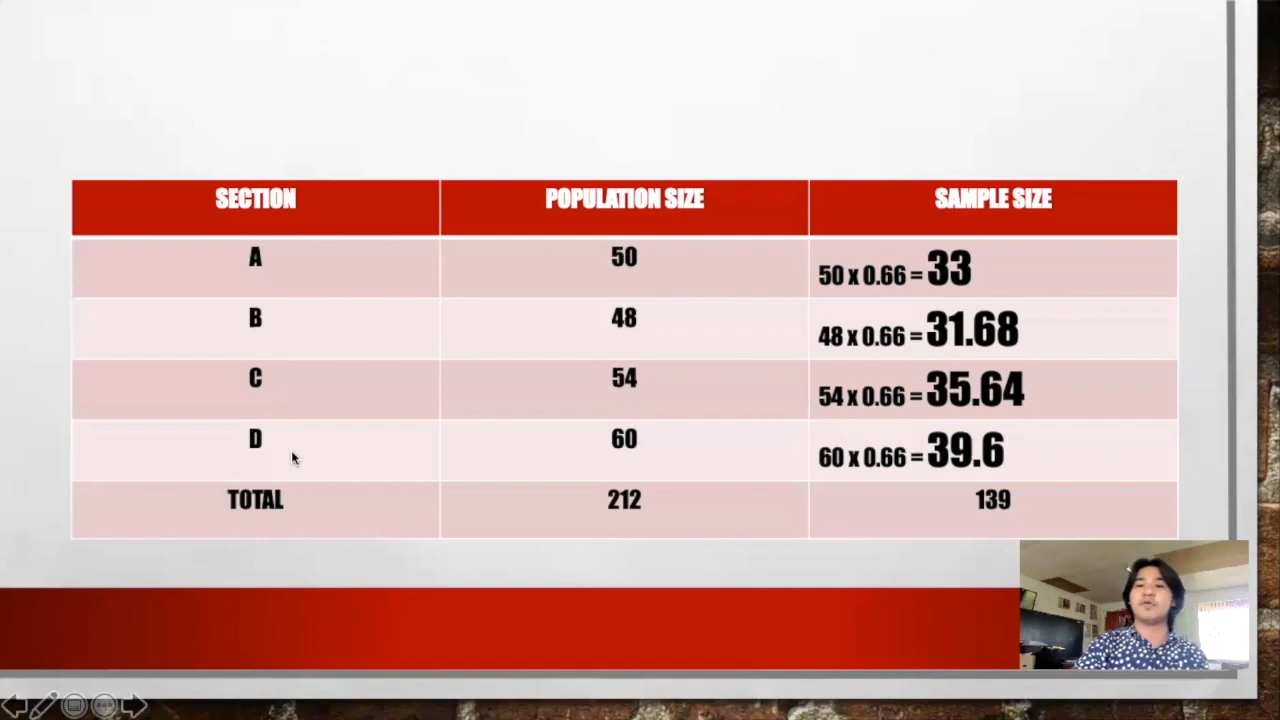 SECTION POPULATION SIZE SAMPLE SIZE
A 50 50 x 0.66 = 33
B 48 48 x 0.66 = 31.68
C 54 54 x 0.66 = 35.64
D 60 60 x 0.66 = 39.6
TOTAL 212 139